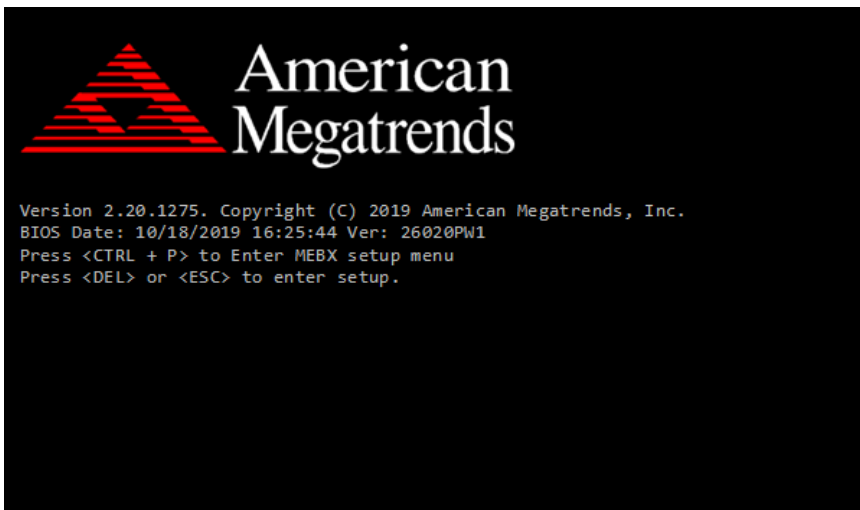 American
Megatrends
Version 2.20.1275. Copyright (C) 2019 American Megatrends, Inc.
BIOS Date: 10/18/2019 16:25:44 Ver: 26020PW1
Press <CTRL + P> to Enter MEBX setup menu
Press <DEL> or <ESC> to enter setup.